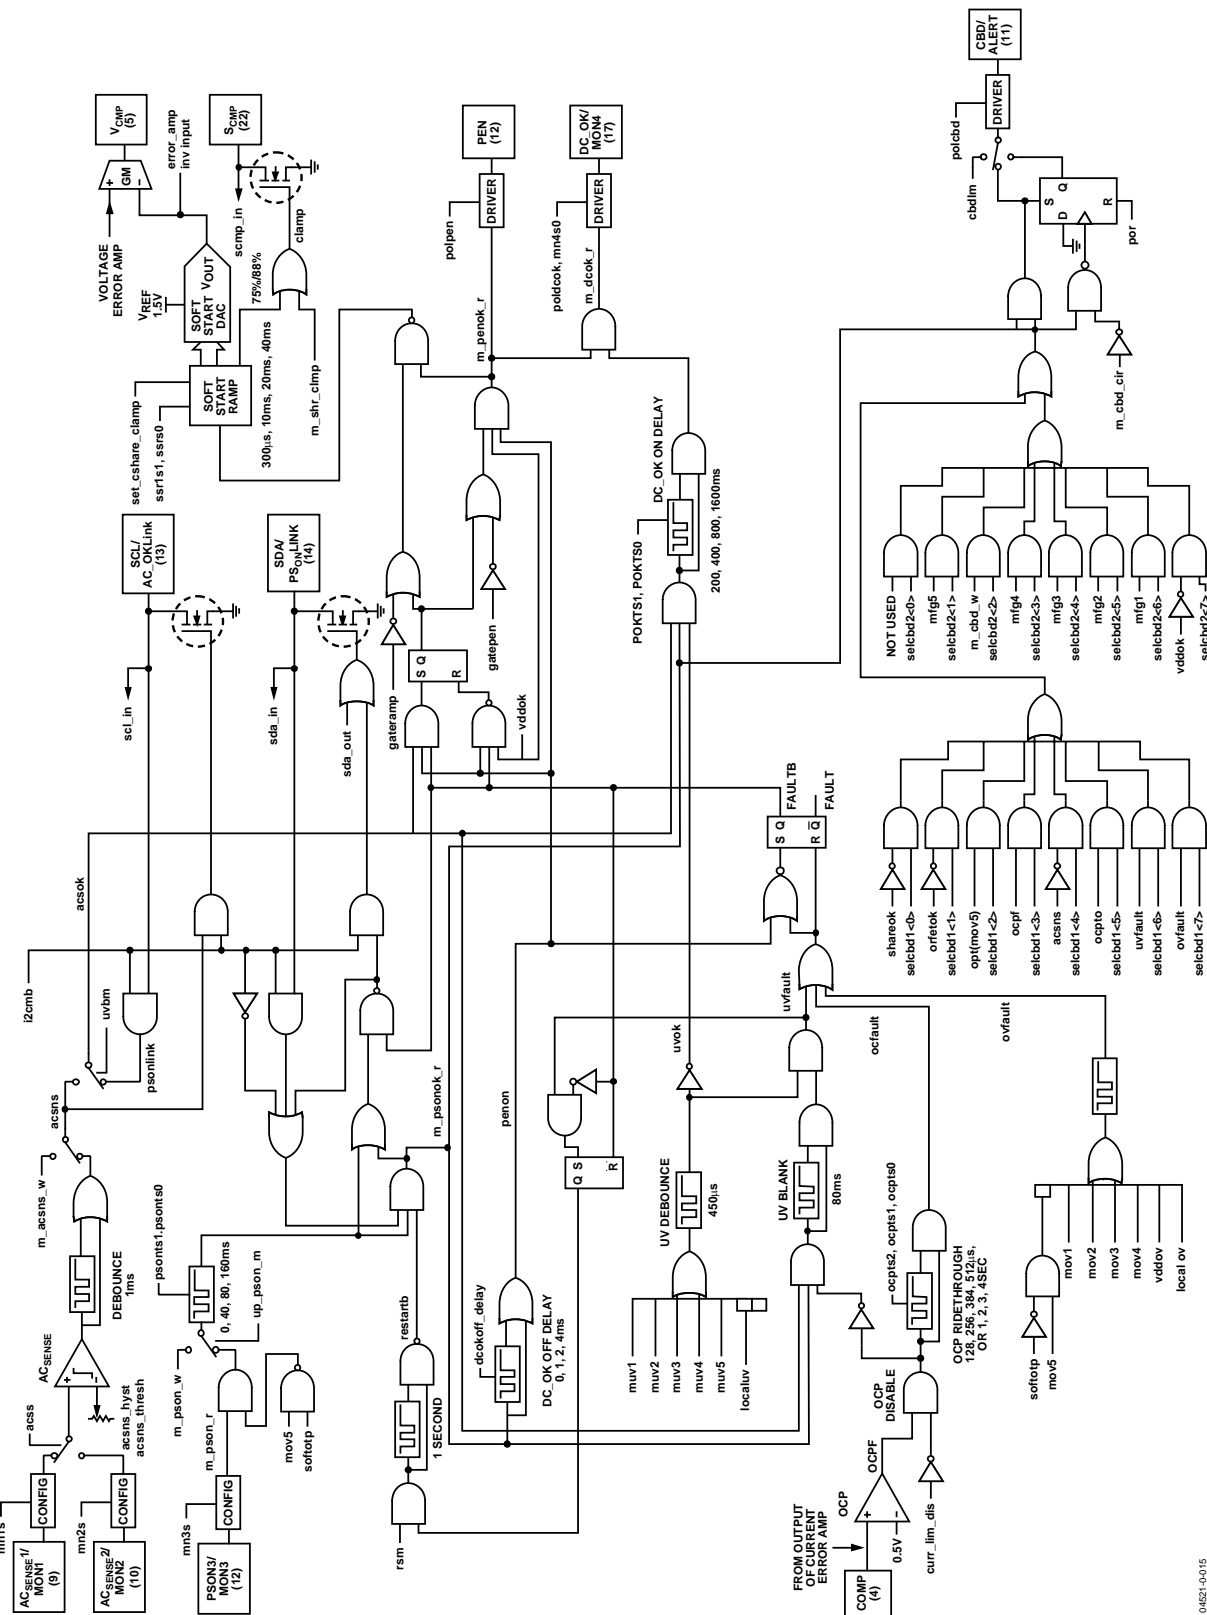 CBD/
ALERT
(11)
DRIVER
polcbd
cbdlm
S
D
Q
R
por
m_cbd_clr
VCMP
(5)
SCMP
(22)
+
GM
–
error_amp
inv input
VOLTAGE
ERROR AMP
VREF
1.5V
SOFT
START VOUT
DAC
scmp_in
clamp
75%/88%
set_cshare_clamp
ssr1s1, ssrs0
SOFT
START
RAMP
300µs, 10ms, 20ms, 40ms
m_shr_clmp
PEN
(12)
DC_OK/
MON4
(17)
DRIVER
polpen
DRIVER
poldcok, mn4s0
m_penok_r
m_dcok_r
SCL/
AC_OKLink
(13)
SDA/
PSONLINK
(14)
scl_in
sda_in
sda_out
gateramp
S Q
R
gatepen
vddok
POKTS1, POKTS0
DC_OK ON DELAY
200, 400, 800, 1600ms
NOT USED
selcbd2<0>
mfg5
selcbd2<1>
m_cbd_w
selcbd2<2>
mfg4
selcbd2<3>
mfg3
selcbd2<4>
mfg2
selcbd2<5>
mfg1
selcbd2<6>
vddok
selcbd2<7>
FAULTB
FAULT
S Q
R Q
shareok
selcbd1<0>
orfetok
selcbd1<1>
opt(mov5)
selcbd1<2>
ocpf
selcbd1<3>
acsns
selcbd1<4>
ocpto
selcbd1<5>
uvfault
selcbd1<6>
ovfault
selcbd1<7>
acsok
i2cmb
uvbm
psonlink
acsns
m_acsns_w
m_psonok_r
penon
uvok
uvfault
ocfault
ovfault
Q S
R
DEBOUNCE
1ms
psonts1.psonts0
0, 40, 80, 160ms
up_pson_m
restartb
ACSENSE
+
–
acsns_hyst
acsns_thresh
acss
m_pson_w
m_pson_r
mov5
softotp
1 SECOND
dcokoff_delay
DC_OK OFF DELAY
0, 1, 2, 4ms
UV DEBOUNCE
450µs
UV BLANK
80ms
muv1
muv2
muv3
muv4
muv5
localuv
ocpts2, ocpts1, ocpts0
OCP RIDETHROUGH
128, 256, 384, 512µs,
OR 1, 2, 3, 4SEC
OCP
DISABLE
OCPF
OCP
+
–
0.5V
curr_lim_dis
FROM OUTPUT
OF CURRENT
ERROR AMP
COMP
(4)
mov1
mov2
mov3
mov4
vddov
local ov
softotp
mov5
mn1s
CONFIG
ACSENSE1/
MON1
(9)
mn2s
CONFIG
ACSENSE2/
MON2
(10)
mn3s
CONFIG
PSON3/
MON3
(12)
rsm
04521-0-015